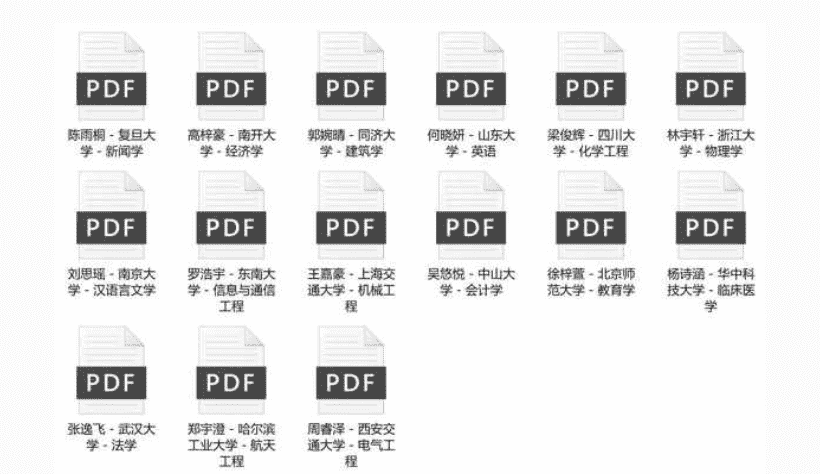 PDF PDF PDF PDF PDF PDF
陈雨桐 - 复旦大 高梓豪 - 南开大 郭婉晴 - 同济大 何晓妍 - 山东大 梁俊辉 - 四川大 林宇轩 - 浙江大
学 - 新闻学 学 - 经济学 学 - 建筑学 学 - 英语 学 - 化学工程 学 - 物理学
PDF PDF PDF PDF PDF PDF
刘思瑶 - 南京大 罗浩宇 - 东南大 王嘉豪 - 上海交 吴悠悦 - 中山大 徐梓萱 - 北京师 杨诗涵 - 华中科
学 - 汉语言文学 学 - 信息与通信 通大学 - 机械工 学 - 会计学 范大学 - 教育学 技大学 - 临床医
工程 程 学
PDF PDF PDF
张逸飞 - 武汉大 郑宇澄 - 哈尔滨 周睿泽 - 西安交
学 - 法学 工业大学 - 航天 通大学 - 电气工
工程 程